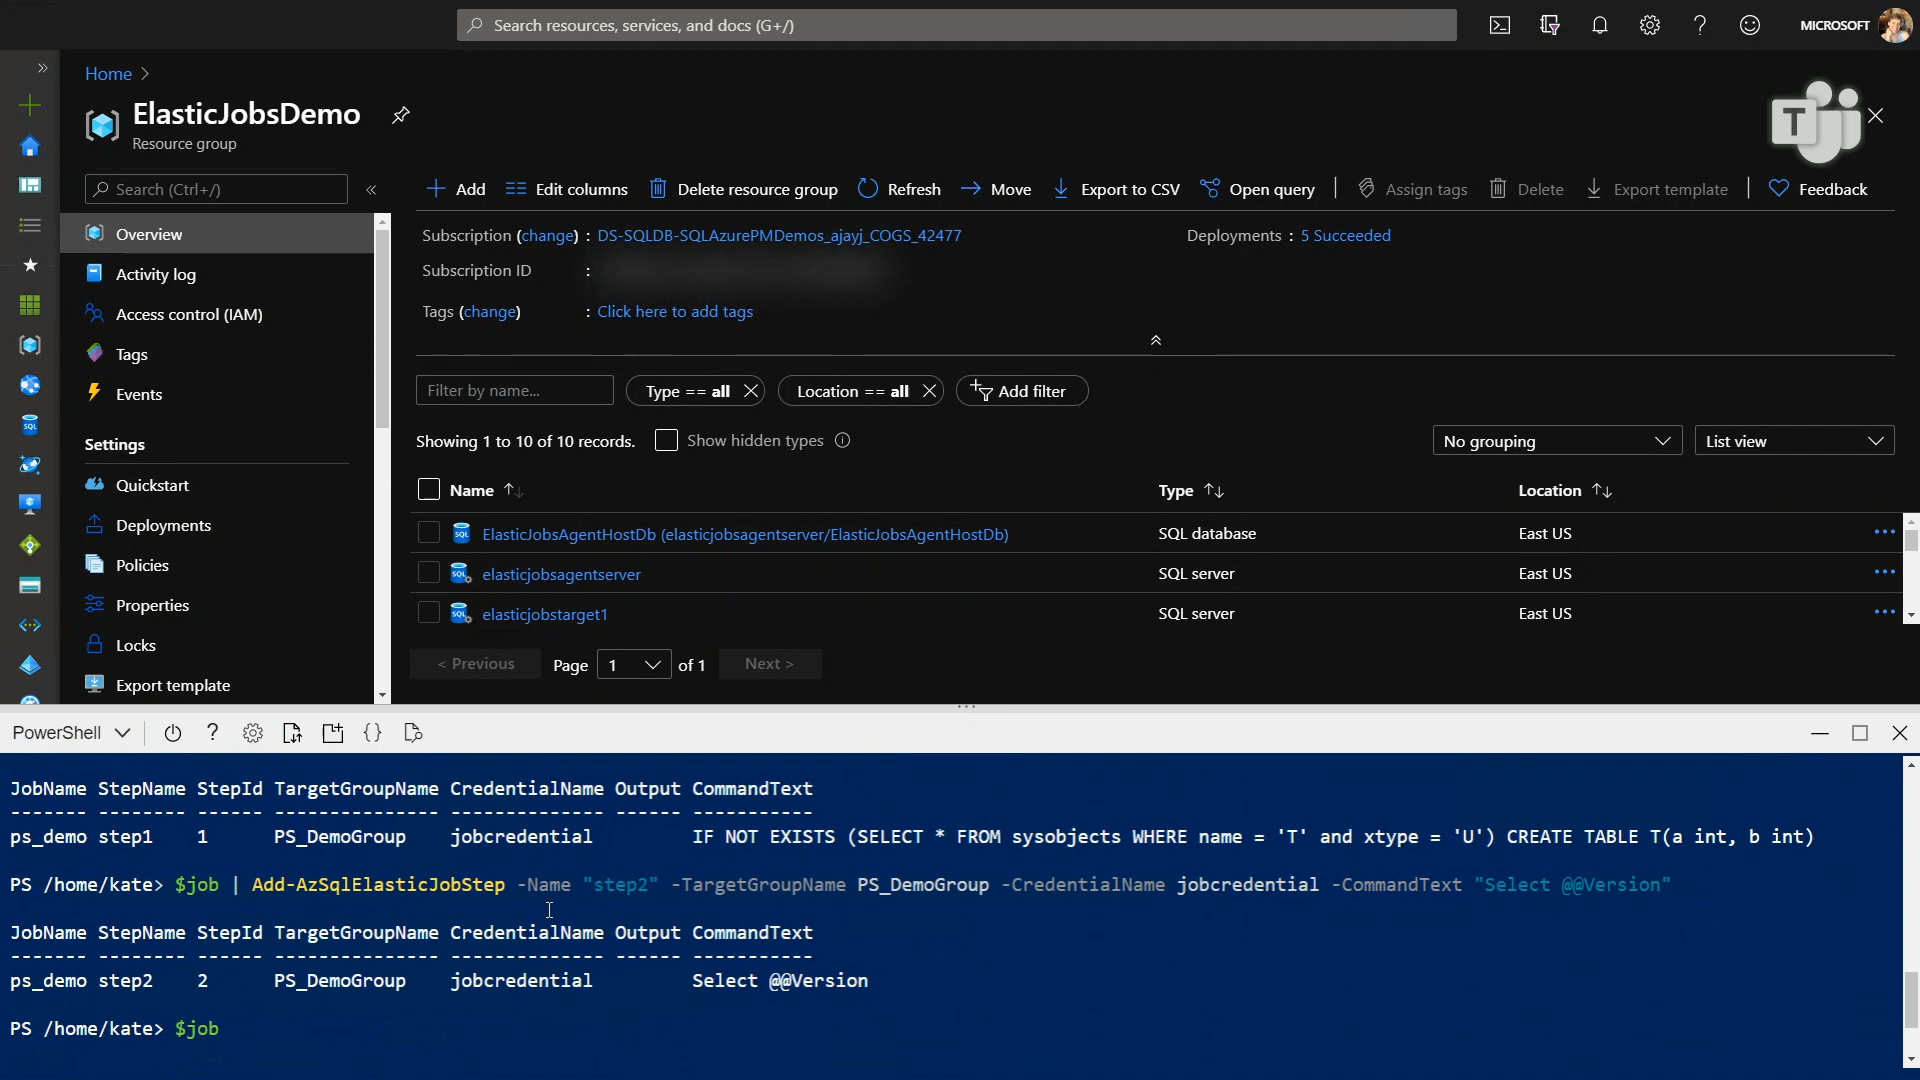 Search resources, services, and docs (G+/)
MICROSOFT
Home
ElasticJobsDemo
Resource group
T
Search (Ctrl+/)
Add
Edit columns
Delete resource group
Refresh
Move
Export to CSV
Open query
Assign tags
Delete
Export template
Feedback
Overview
Activity log
Access control (IAM)
Tags
Events
Settings
Quickstart
Deployments
Policies
Properties
Locks
Export template
Subscription (change) : DS-SQLDB-SQLAzurePMDemos_ajayj_COGS_42477
Deployments : 5 Succeeded
Subscription ID :
Tags (change) : Click here to add tags
Filter by name...
Type == all
Location == all
Add filter
Showing 1 to 10 of 10 records.
Show hidden types
No grouping
List view
Name Type Location
SQL ElasticJobsAgentHostDb (elasticjobsagentserver/ElasticJobsAgentHostDb) SQL database East US
SQL elasticjobsagentserver SQL server East US
SQL elasticjobstarget1 SQL server East US
< Previous Page 1 of 1 Next >
PowerShell
JobName StepName StepId TargetGroupName CredentialName Output CommandText
------- -------- ------ --------------- -------------- ------ -----------
ps_demo step1 1 PS_DemoGroup jobcredential IF NOT EXISTS (SELECT * FROM sysobjects WHERE name = 'T' and xtype = 'U') CREATE TABLE T(a int, b int)
PS /home/kate> $job | Add-AzSqlElasticJobStep -Name "step2" -TargetGroupName PS_DemoGroup -CredentialName jobcredential -CommandText "Select @@Version"
JobName StepName StepId TargetGroupName CredentialName Output CommandText
------- -------- ------ --------------- -------------- ------ -----------
ps_demo step2 2 PS_DemoGroup jobcredential Select @@Version
PS /home/kate> $job